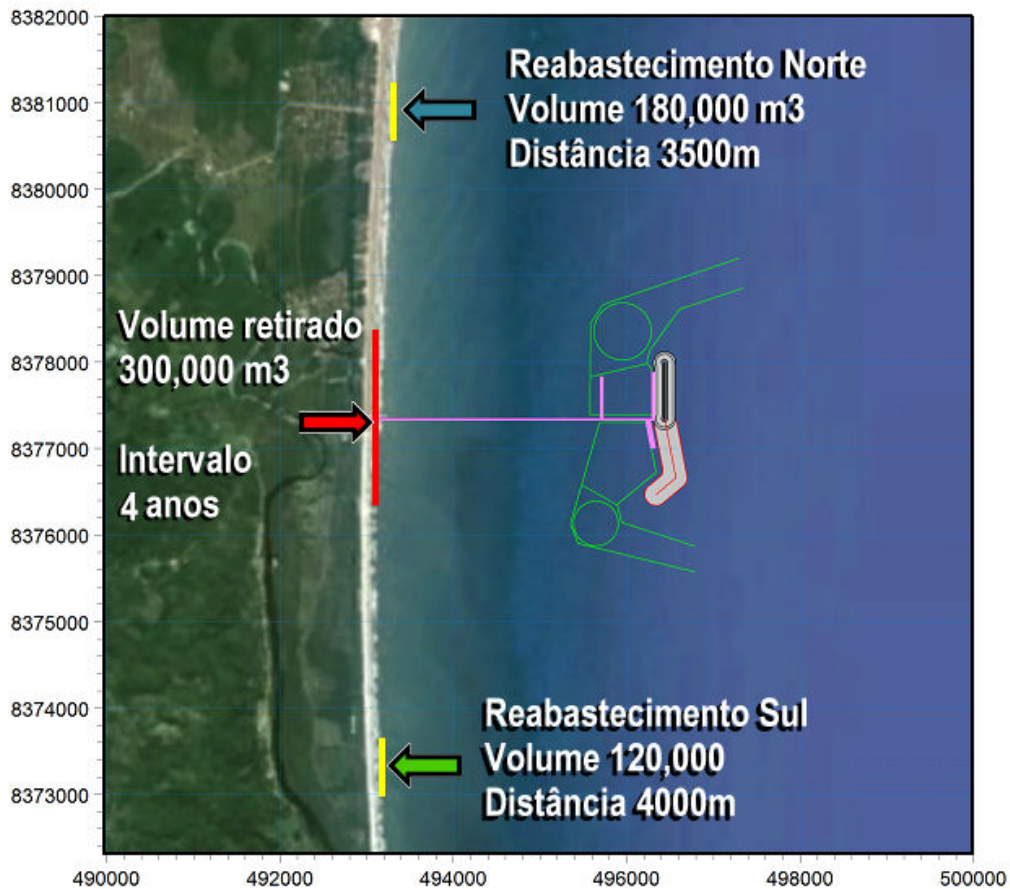 8382000
8381000
8380000
8379000
8378000
8377000
8376000
8375000
8374000
8373000
Reabastecimento Norte
Volume 180,000 m3
Distância 3500m
Volume retirado
300,000 m3
Intervalo
4 anos
Reabastecimento Sul
Volume 120,000
Distância 4000m
490000
492000
494000
496000
498000
500000